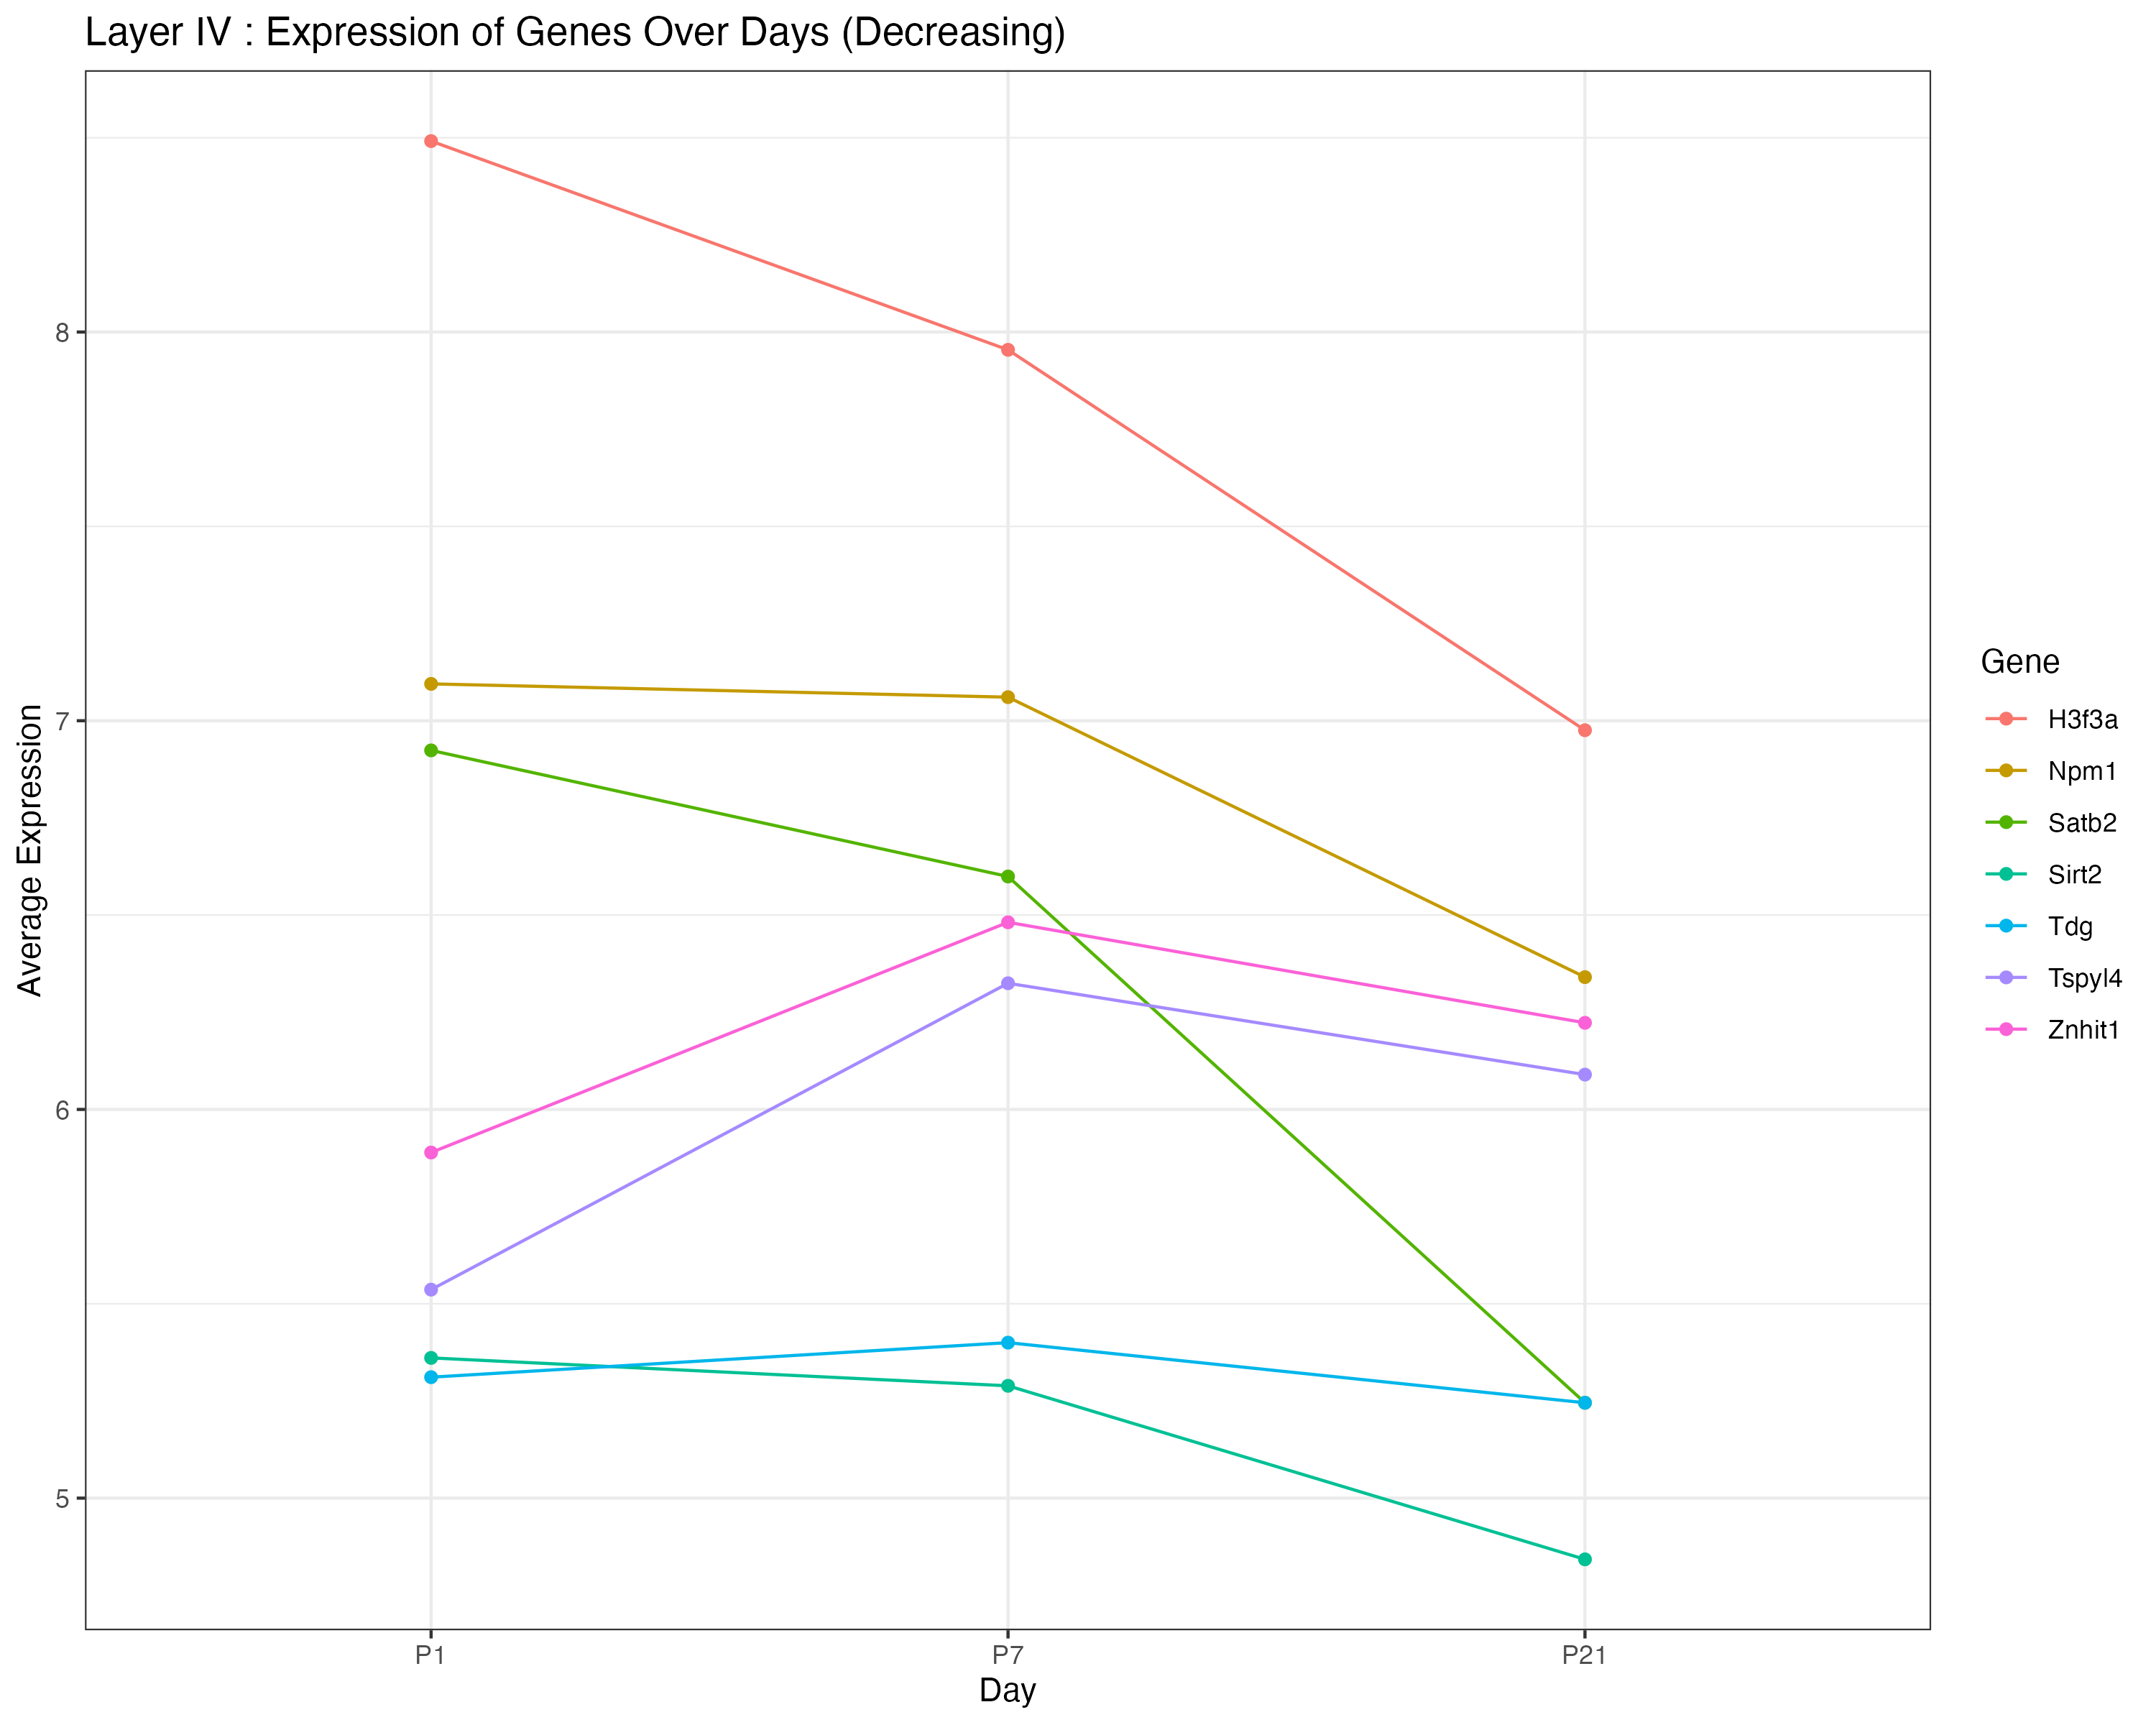 Layer IV : Expression of Genes Over Days (Decreasing)
Average Expression
8
7
6
5
P1 P7 P21
Day
Gene
H3f3a
Npm1
Satb2
Sirt2
Tdg
Tspyl4
Znhit1